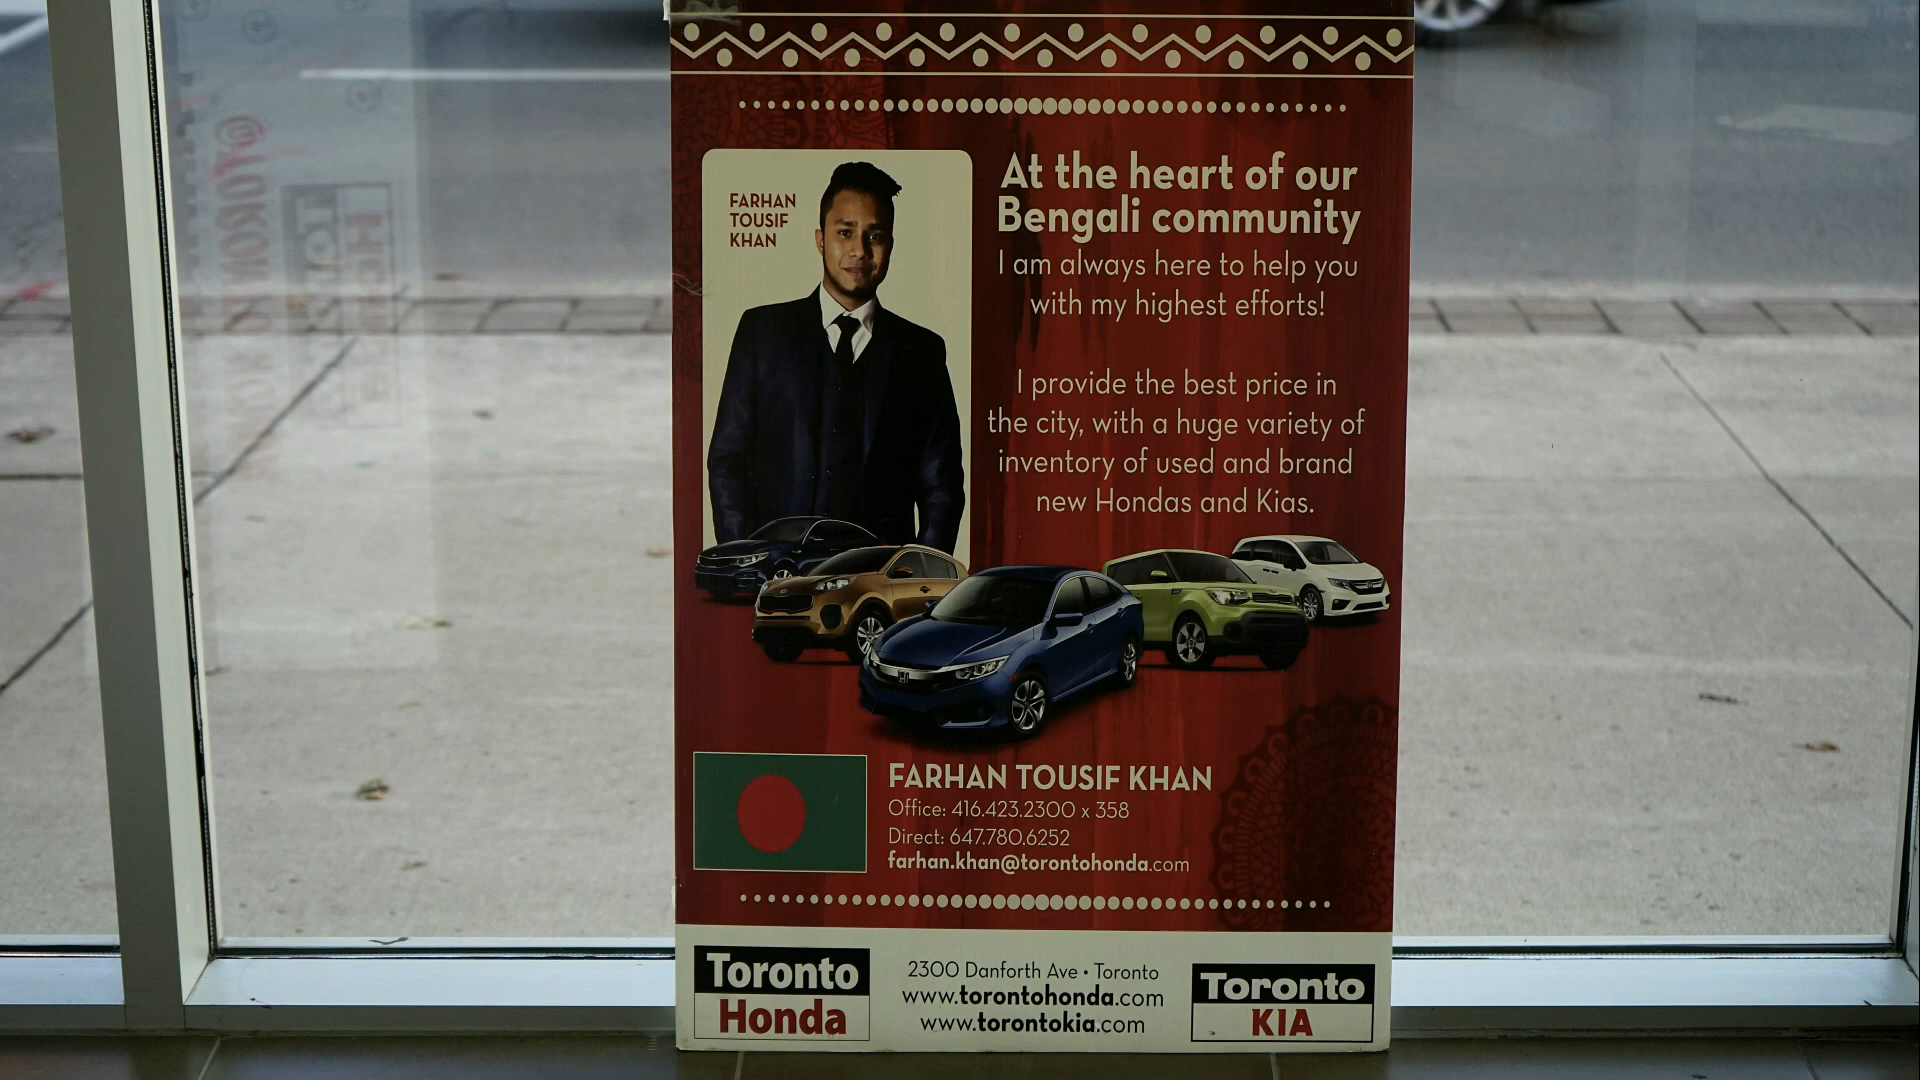 FARHAN
TOUSIF
KHAN
At the heart of our
Bengali community
I am always here to help you
with my highest efforts!
I provide the best price in
the city, with a huge variety of
inventory of used and brand
new Hondas and Kias.
FARHAN TOUSIF KHAN
Office: 416.423.2300 x 358
Direct: 647.780.6252
farhan.khan@torontohonda.com
Toronto
Honda
2300 Danforth Ave • Toronto
www.torontohonda.com
www.torontokia.com
Toronto
KIA